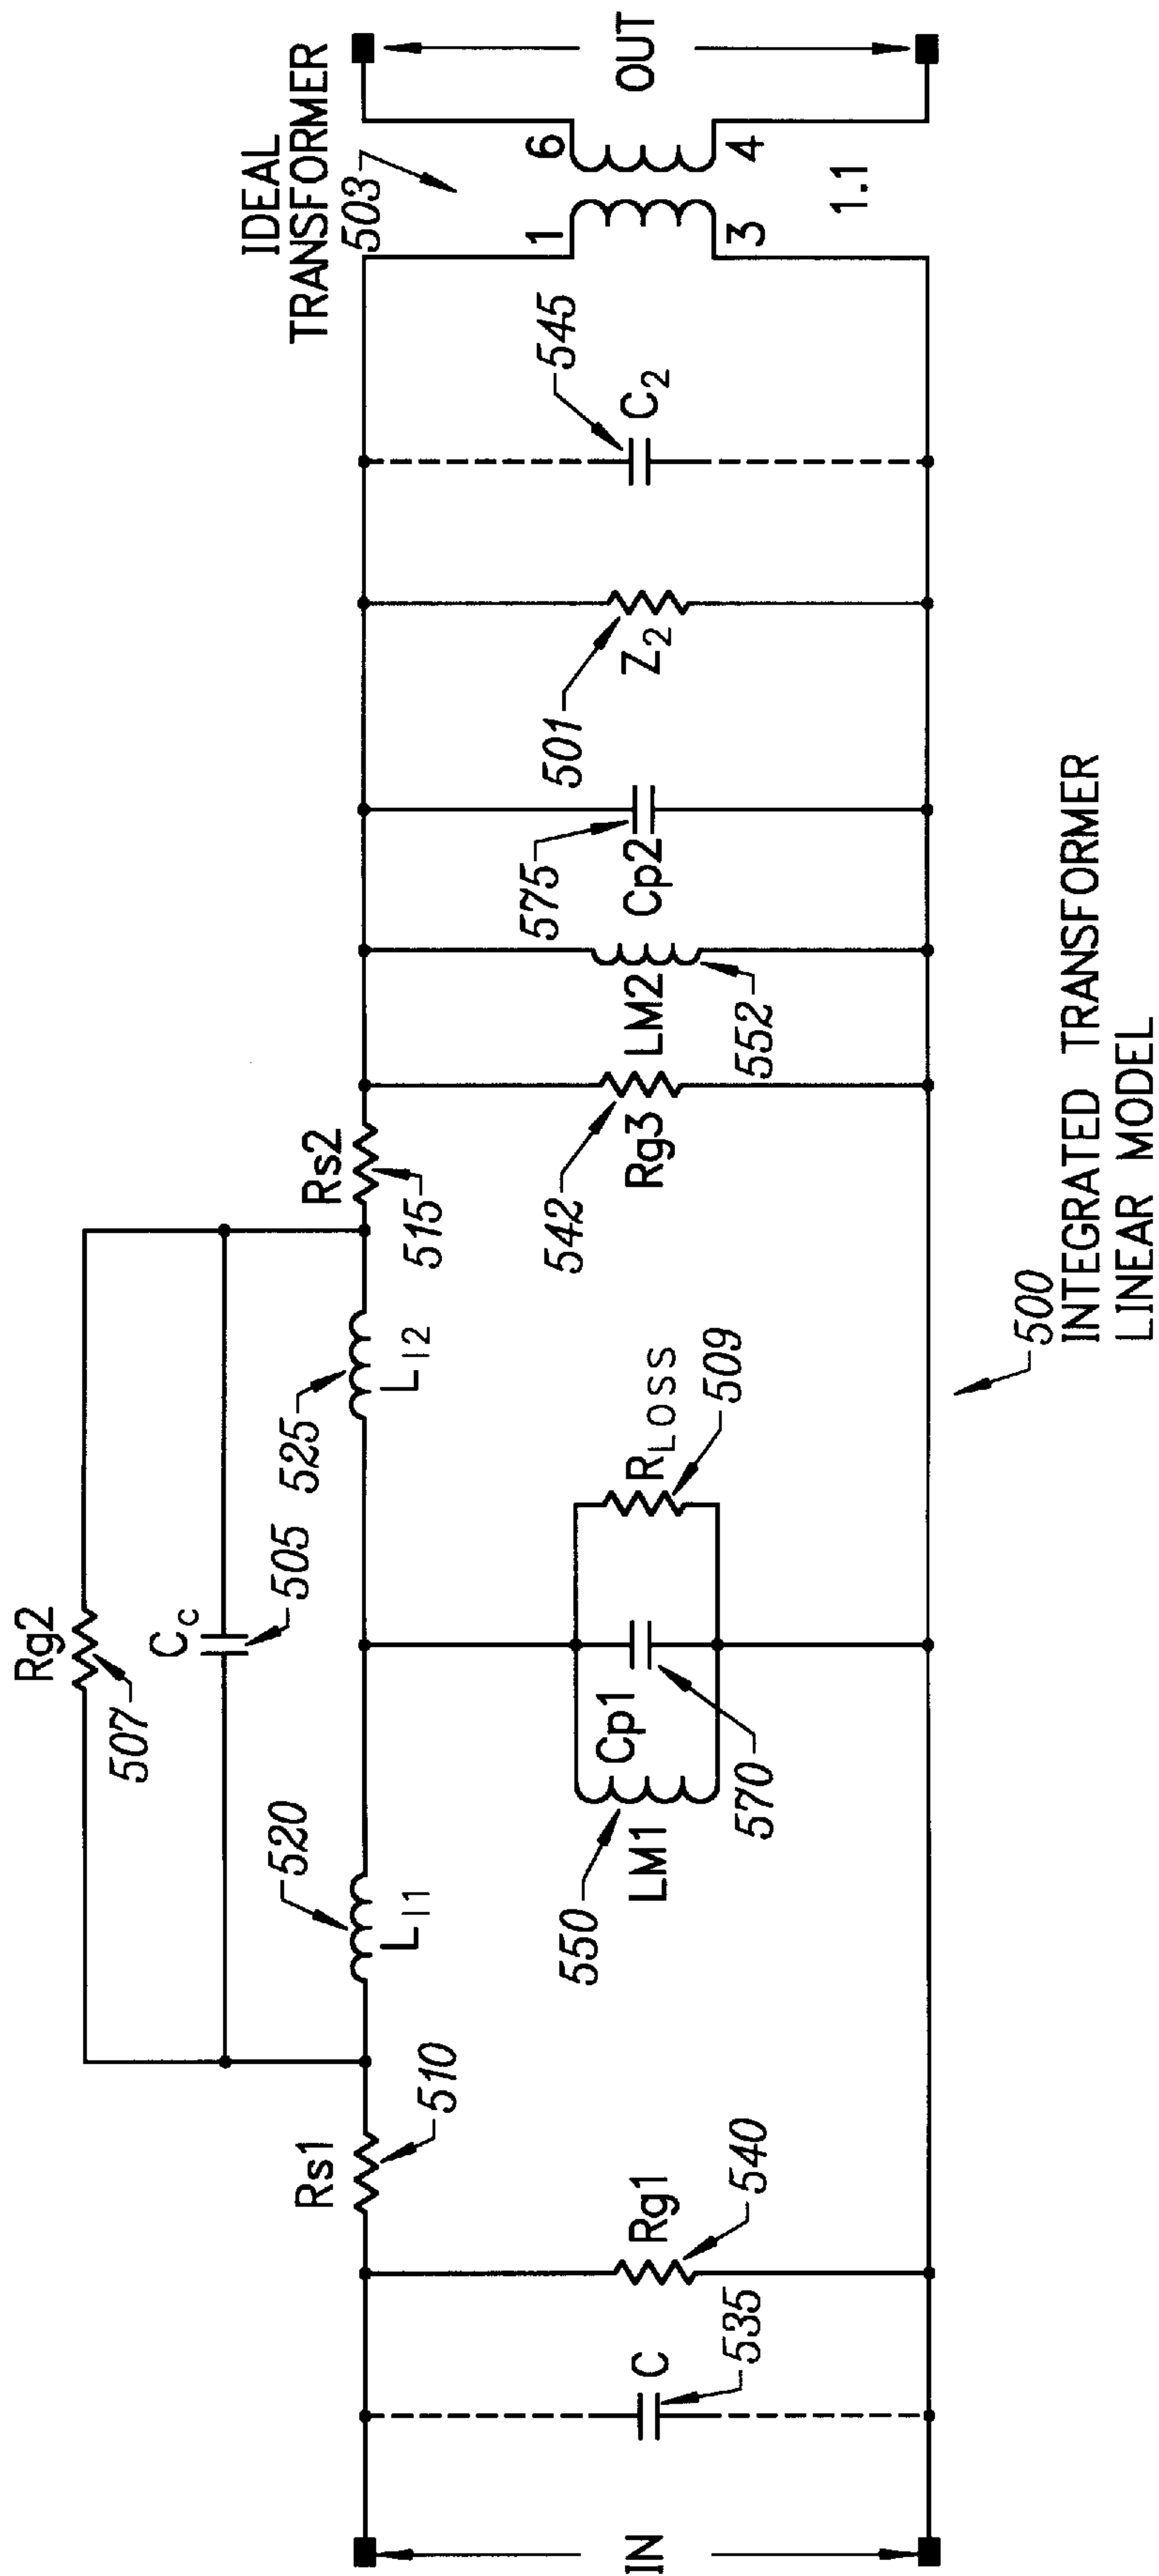 Rg2
507
Cc
505
520
LI1
525
LI2
Rs1
510
Rs2
515
IN
C
535
Rg1
540
550
LM1
Cp1
570
RLOSS
509
542
Rg3
LM2
552
575
Cp2
501
Z2
545
C2
IDEAL
TRANSFORMER
503
1
6
3
4
1.1
OUT
500
INTEGRATED TRANSFORMER
LINEAR MODEL